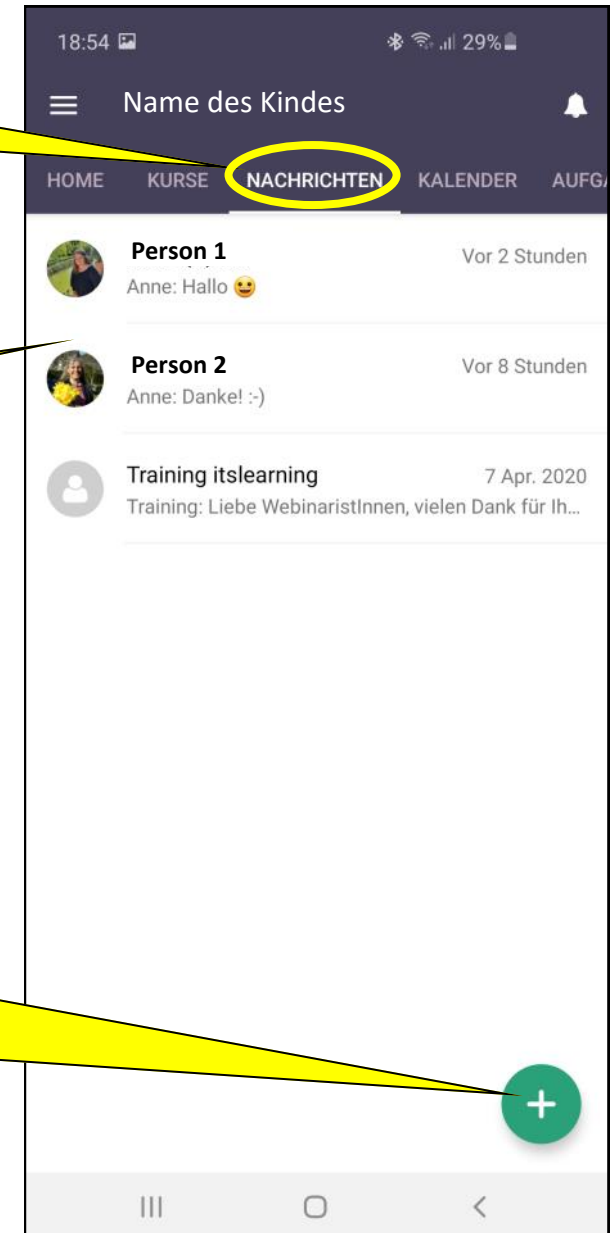 18:54 29%
Name des Kindes
HOME KURSE NACHRICHTEN KALENDER AUFGA
Person 1 Vor 2 Stunden
Anne: Hallo 😀
Person 2 Vor 8 Stunden
Anne: Danke! :-)
Training itslearning 7 Apr. 2020
Training: Liebe WebinaristInnen, vielen Dank für Ih...